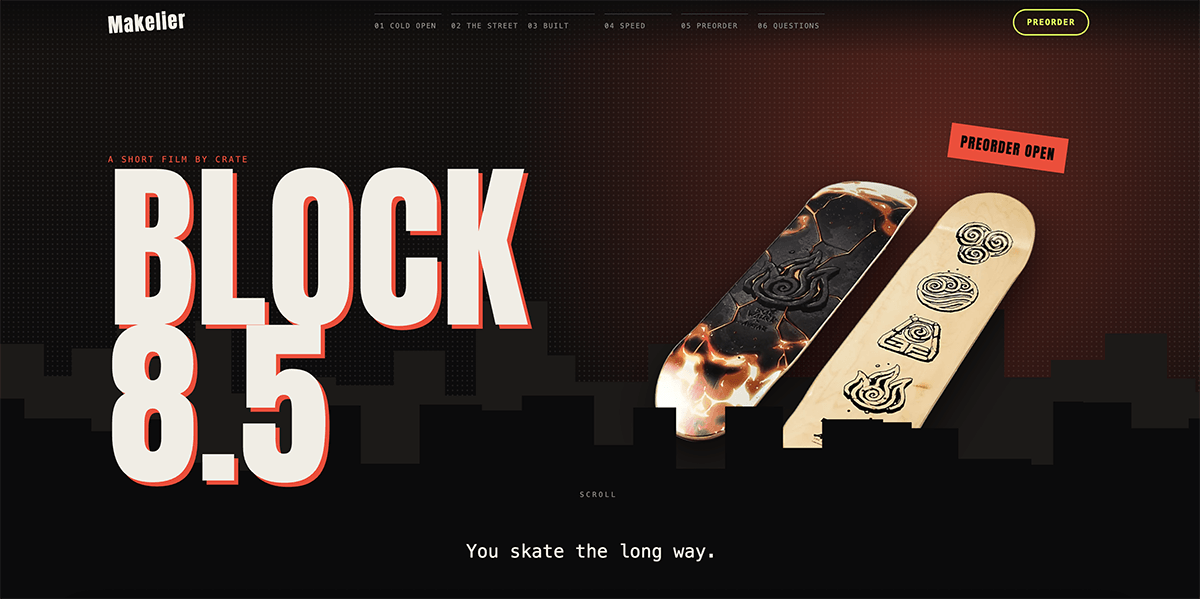 Makelier
01 COLD OPEN
02 THE STREET
03 BUILT
04 SPEED
05 PREORDER
06 QUESTIONS
PREORDER
PREORDER OPEN
A SHORT FILM BY CRATE
BLOCK
8.5
SCROLL
You skate the long way.